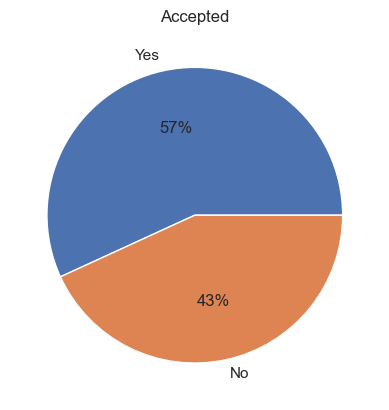 Accepted
Yes
57%
43%
No